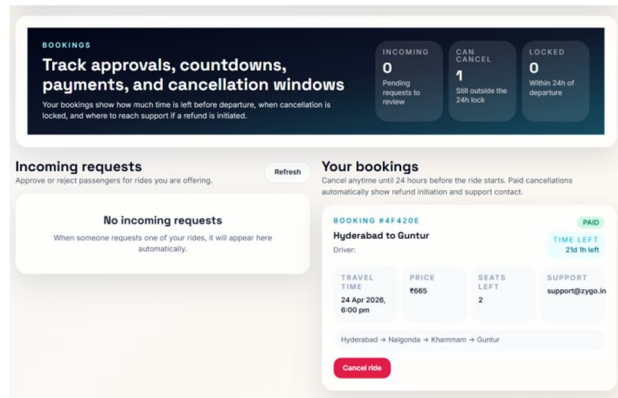 BOOKINGS
Track approvals, countdowns,
payments, and cancellation windows
Your bookings show how much time is left before departure, when cancellation is
locked, and where to reach support if a refund is initiated.
INCOMING
0
Pending
requests to
review
CAN
CANCEL
1
Still outside the
24h lock
LOCKED
0
Within 24h of
departure
Incoming requests
Approve or reject passengers for rides you are offering.
Refresh
No incoming requests
When someone requests one of your rides, it will appear here
automatically.
Your bookings
Cancel anytime until 24 hours before the ride starts. Paid cancellations
automatically show refund initiation and support contact.
BOOKING #4F420E
PAID
Hyderabad to Guntur
Driver:
TIME LEFT
21d 1h left
TRAVEL
TIME
24 Apr 2026,
6:00 pm
PRICE
₹665
SEATS
LEFT
2
SUPPORT
support@zygo.in
Hyderabad → Nalgonda → Khammam → Guntur
Cancel ride